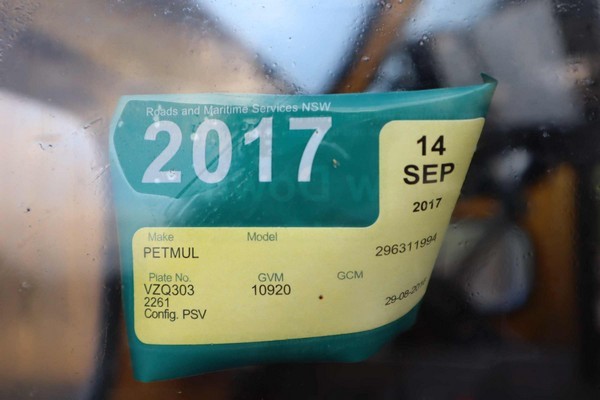 Roads and Maritime Services NSW
2017
14
SEP
2017
Make
Model
PETMUL
296311994
Plate No.
GVM
GCM
VZQ303
10920
2261
Config. PSV